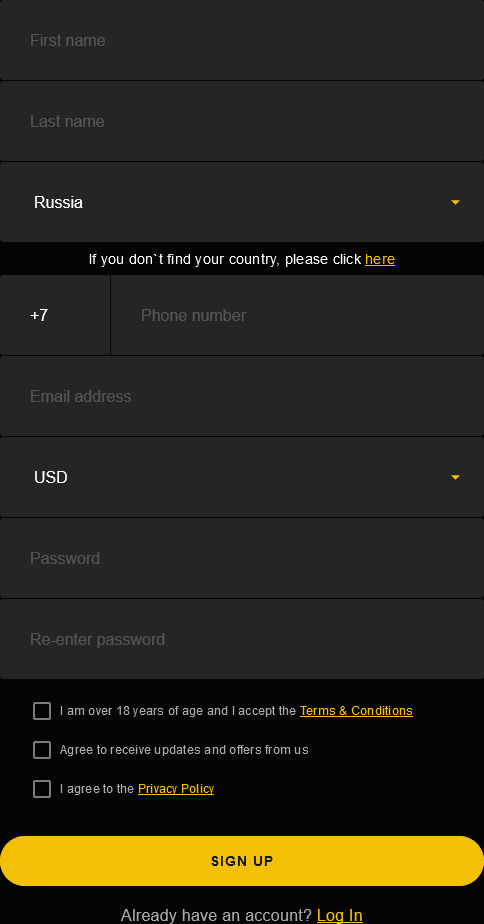 First name
Last name
Russia
If you don`t find your country, please click here
+7 Phone number
Email address
USD
Password
Re-enter password
I am over 18 years of age and I accept the Terms & Conditions
Agree to receive updates and offers from us
I agree to the Privacy Policy
SIGN UP
Already have an account? Log In